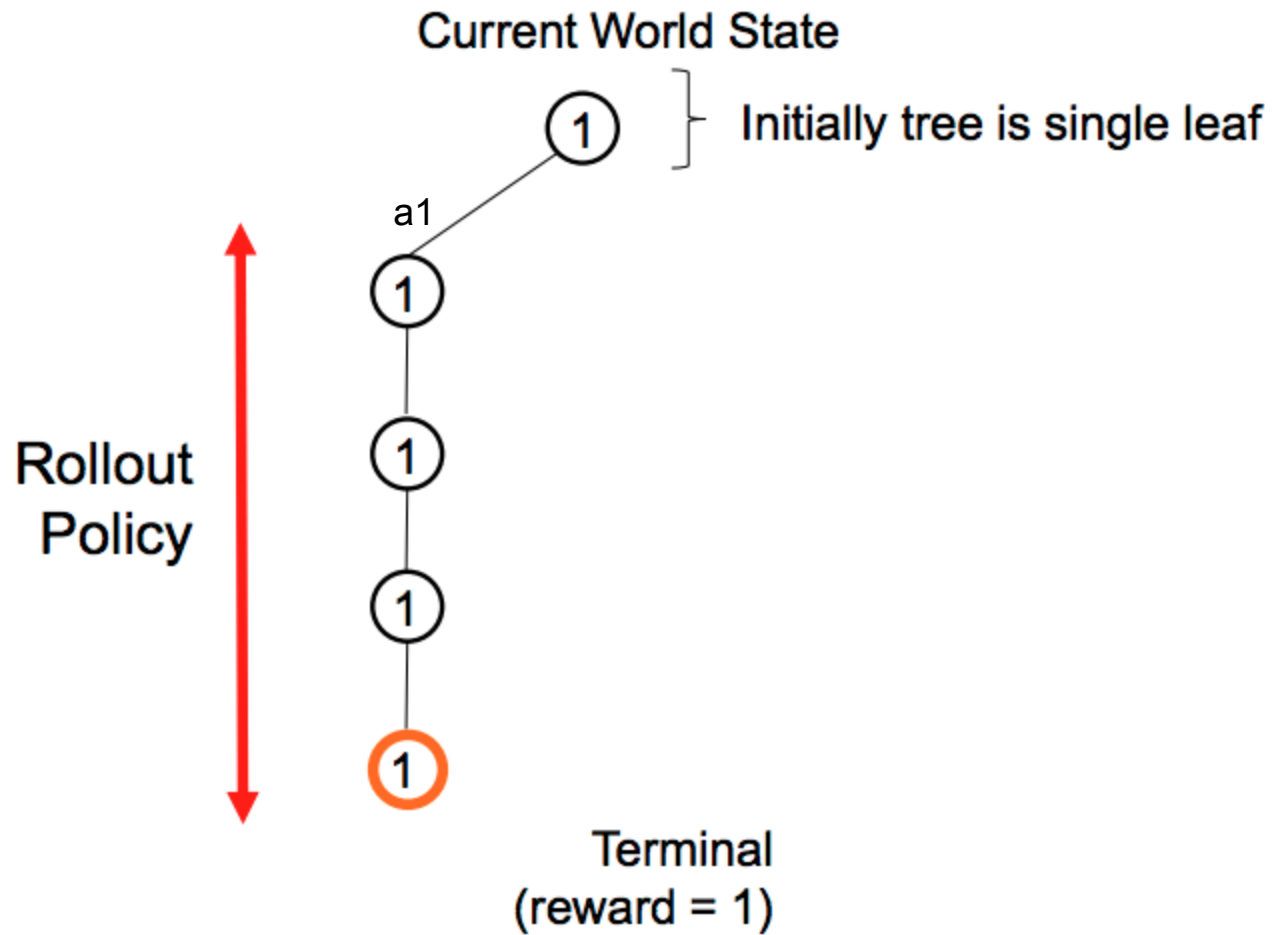 Current World State
1
Initially tree is single leaf
a1
1
Rollout
Policy
1
1
1
Terminal
(reward = 1)